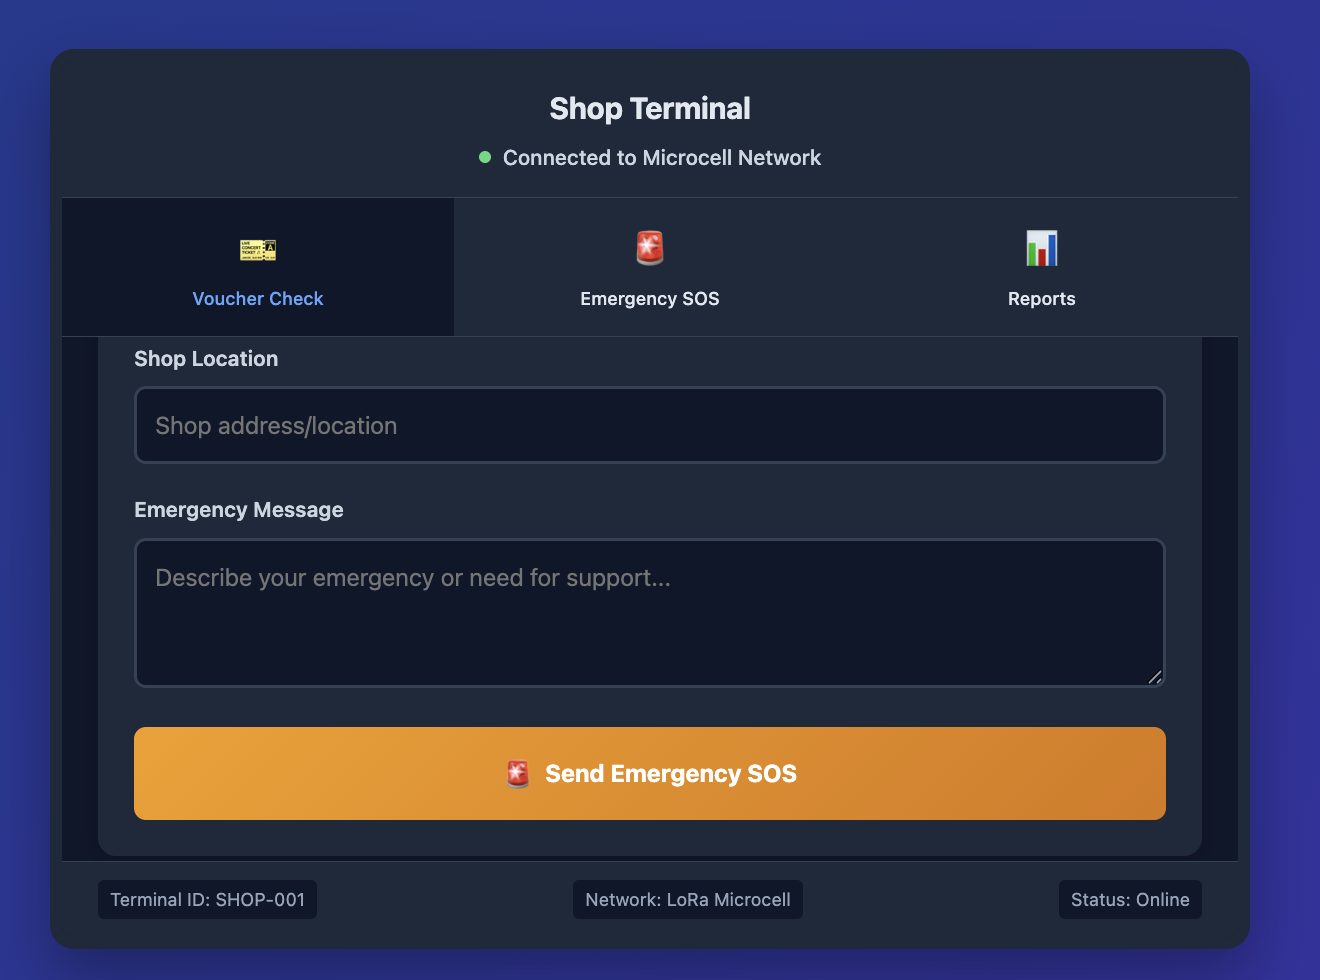 Shop Terminal
Connected to Microcell Network
Voucher Check
Emergency SOS
Reports
Shop Location
Shop address/location
Emergency Message
Describe your emergency or need for support...
Send Emergency SOS
Terminal ID: SHOP-001
Network: LoRa Microcell
Status: Online